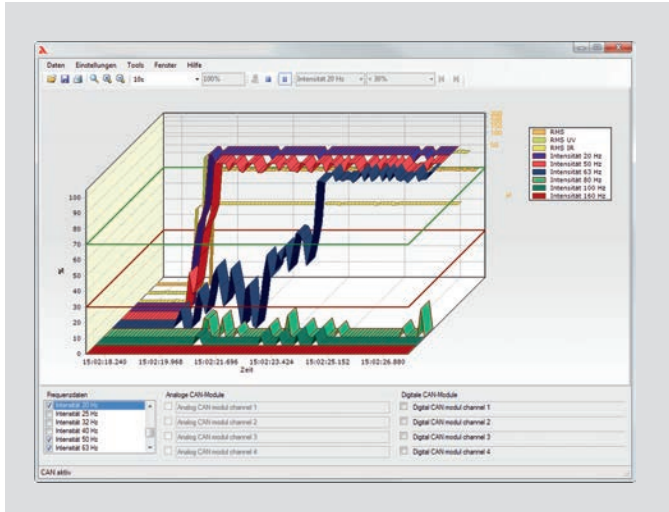 Daten Einstellungen Tools Fenster Hilfe
10s 100% Intensität 20 Hz < 30%
RHS
RHS UV
RHS IR
Intensität 20 Hz
Intensität 50 Hz
Intensität 63 Hz
Intensität 80 Hz
Intensität 100 Hz
Intensität 160 Hz
100
90
80
70
60
50
40
30
20
10
0
%
15:02:18.240 15:02:19.968 15:02:21.696 15:02:23.424 15:02:25.152 15:02:26.880
Zeit
Frequenzdaten
Intensität 20 Hz
Intensität 25 Hz
Intensität 32 Hz
Intensität 40 Hz
Intensität 50 Hz
Intensität 63 Hz
Analoge CAN-Module
Analog CAN modul channel 1
Analog CAN modul channel 2
Analog CAN modul channel 3
Analog CAN modul channel 4
Digitale CAN-Module
Digital CAN modul channel 1
Digital CAN modul channel 2
Digital CAN modul channel 3
Digital CAN modul channel 4
CAN aktiv